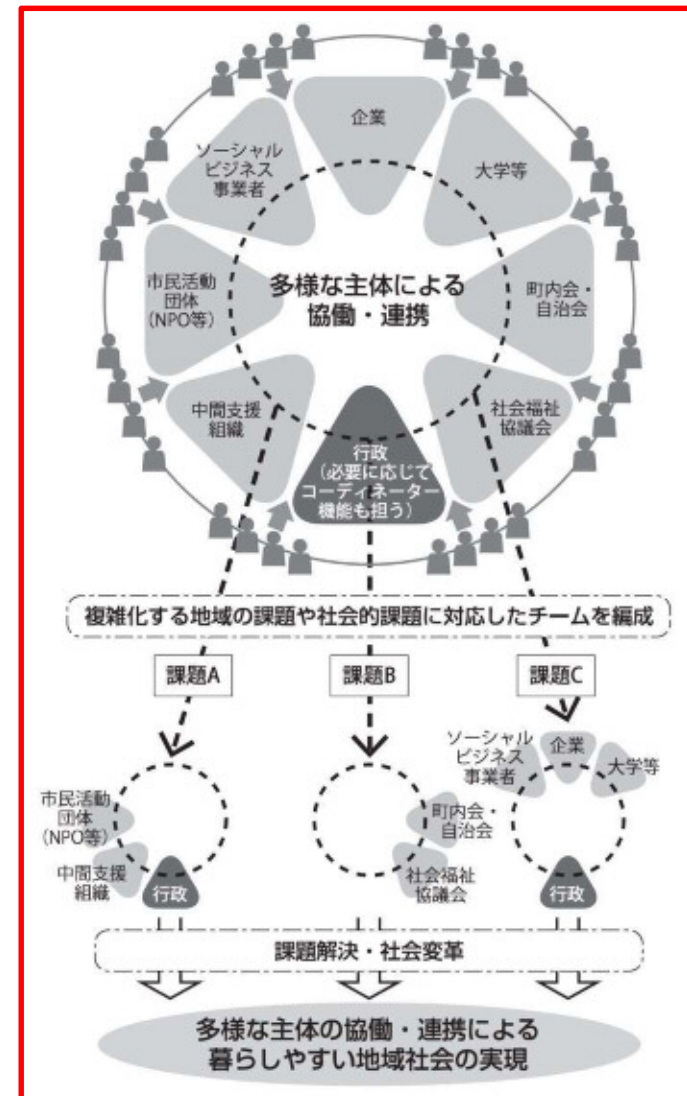 企業
ソーシャル
ビジネス
事業者
大学等
市民活動
団体
（NPO等）
多様な主体による
協働・連携
町内会・
自治会
中間支援
組織
行政
（必要に応じて
コーディネーター
機能も担う）
社会福祉
協議会
複雑化する地域の課題や社会的課題に対応したチームを編成
課題A
課題B
課題C
市民活動
団体
（NPO等）
中間支援
組織
行政
町内会・
自治会
社会福祉
協議会
ソーシャル
ビジネス
事業者
企業
大学等
行政
課題解決・社会変革
多様な主体の協働・連携による
暮らしやすい地域社会の実現